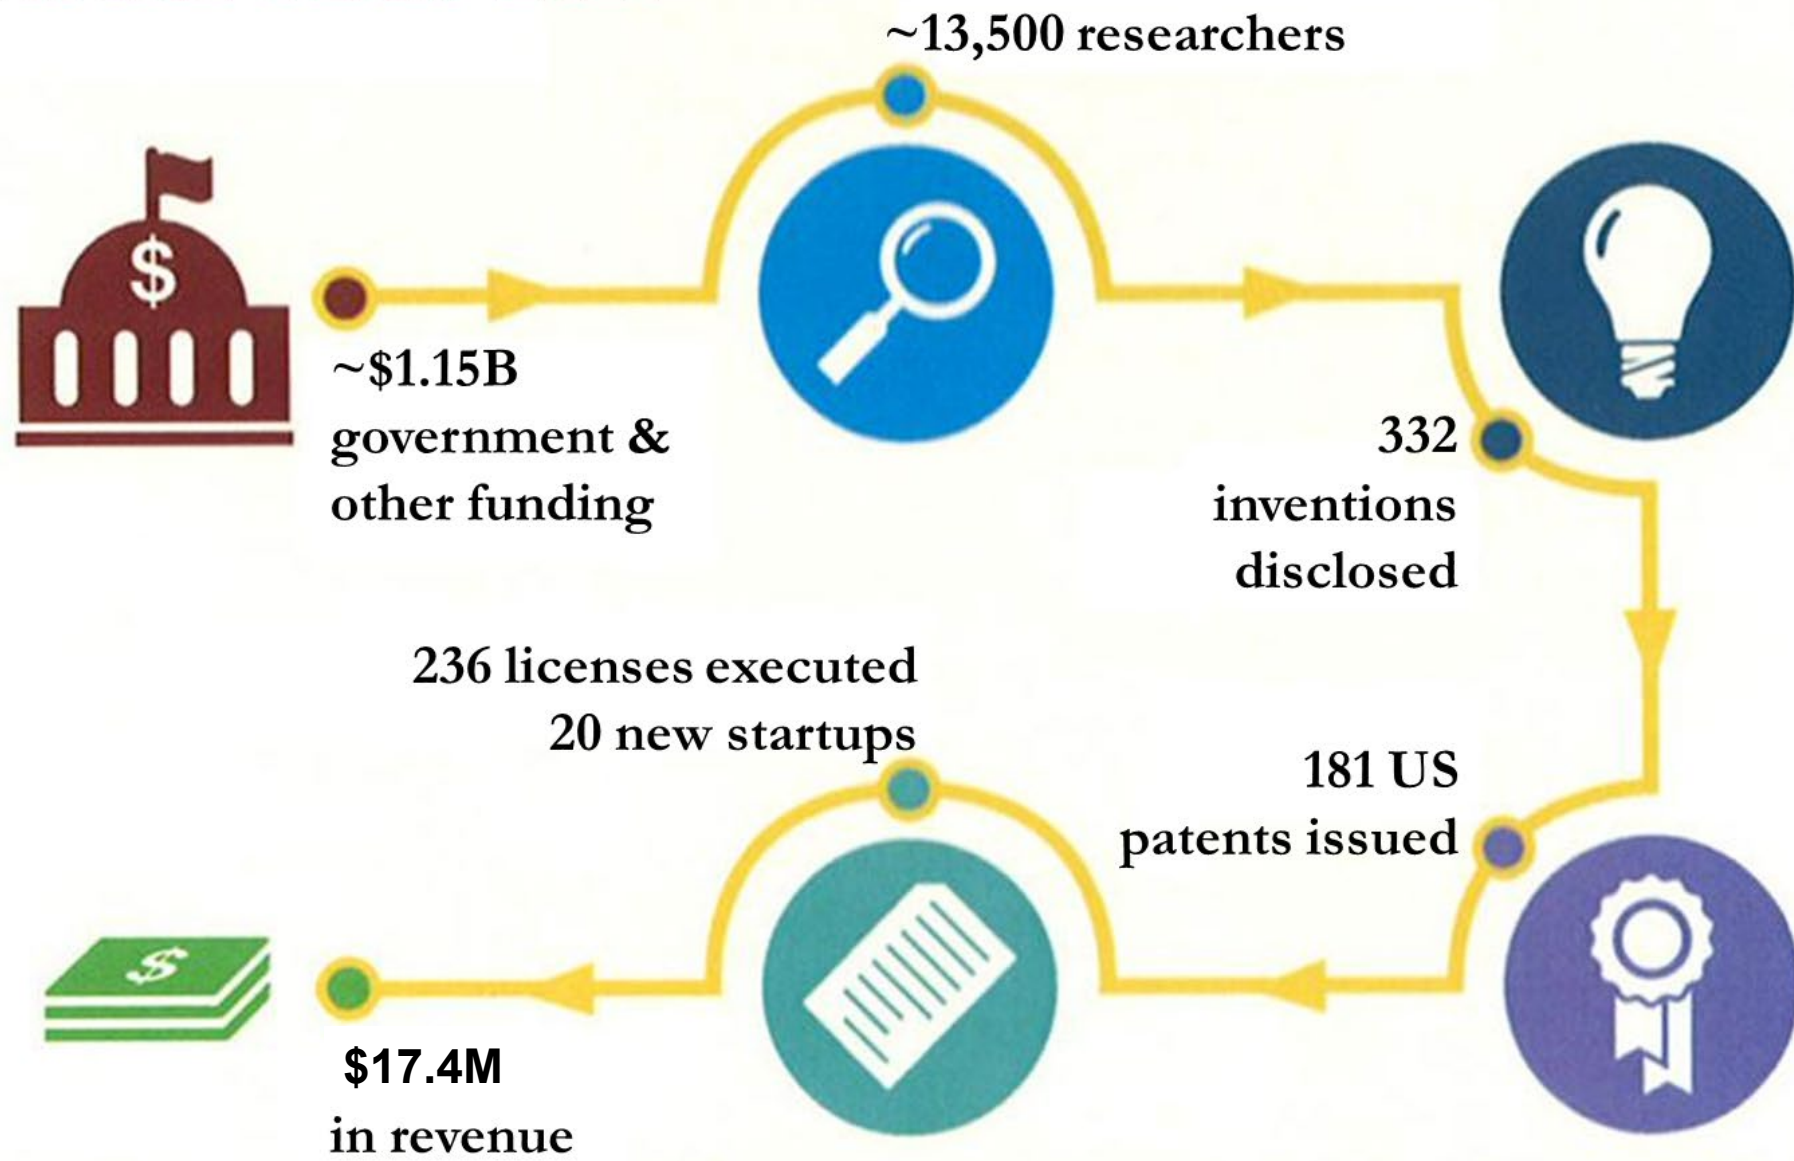 ~13,500 researchers
$
~$1.15B
government &
other funding
332
inventions
disclosed
181 US
patents issued
236 licenses executed
20 new startups
$
$17.4M
in revenue